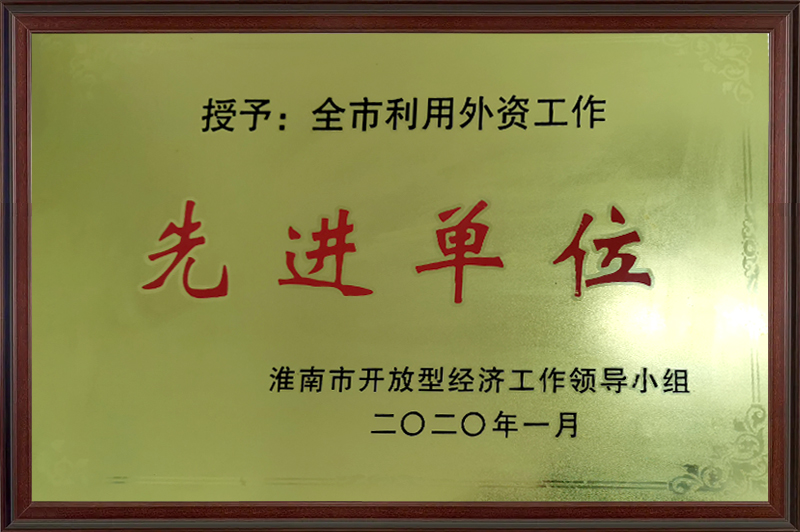 授予：全市利用外资工作
先进单位
淮南市开放型经济工作领导小组
二〇二〇年一月